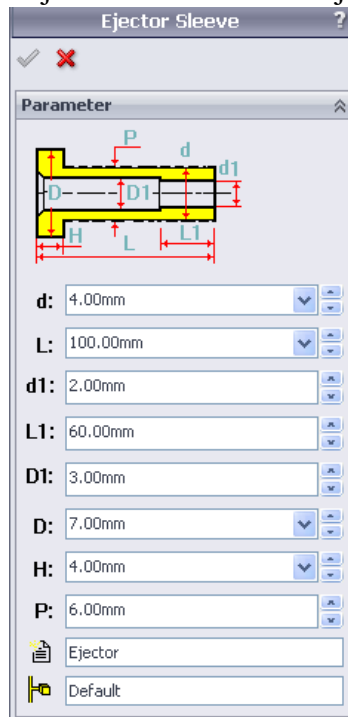 Ejector Sleeve ?
Parameter
P
d
d1
D
D1
H
L1
L
d: 4.00mm
L: 100.00mm
d1: 2.00mm
L1: 60.00mm
D1: 3.00mm
D: 7.00mm
H: 4.00mm
P: 6.00mm
Ejector
Default